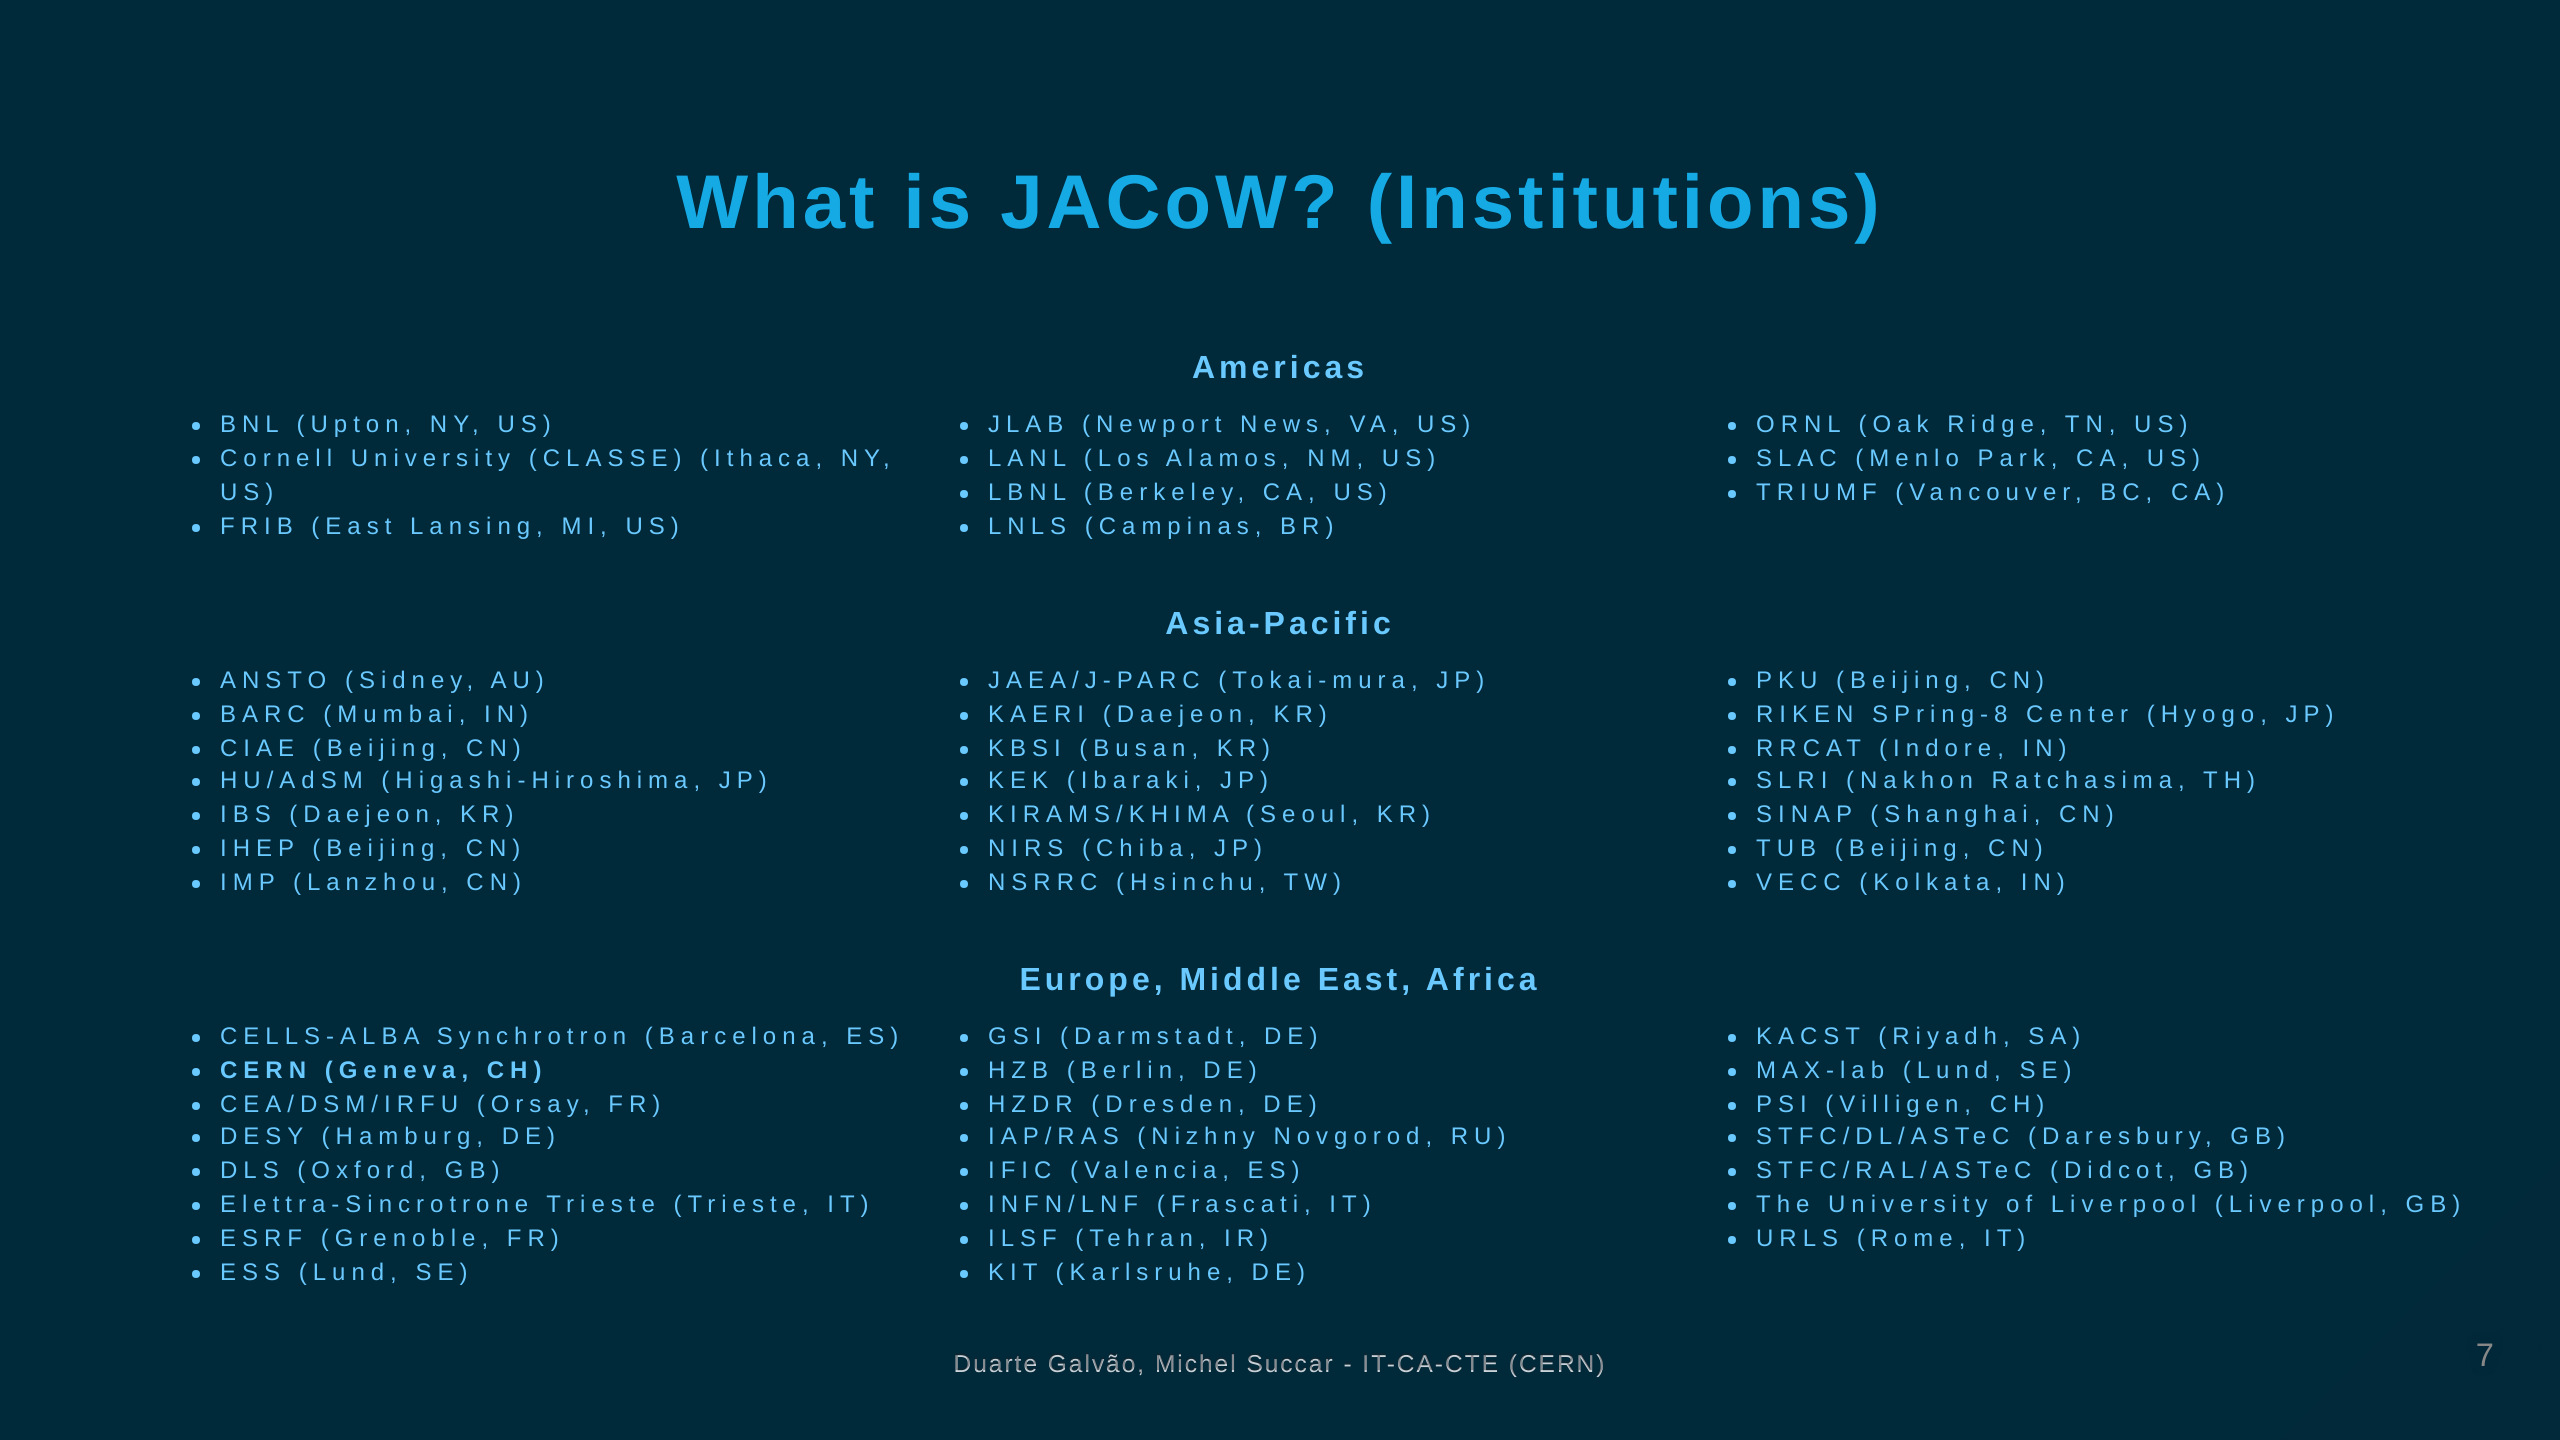 What is JACoW? (Institutions)
Americas
BNL (Upton, NY, US)
Cornell University (CLASSE) (Ithaca, NY,
US)
FRIB (East Lansing, MI, US)
JLAB (Newport News, VA, US)
LANL (Los Alamos, NM, US)
LBNL (Berkeley, CA, US)
LNLS (Campinas, BR)
ORNL (Oak Ridge, TN, US)
SLAC (Menlo Park, CA, US)
TRIUMF (Vancouver, BC, CA)
Asia-Pacific
ANSTO (Sidney, AU)
BARC (Mumbai, IN)
CIAE (Beijing, CN)
HU/AdSM (Higashi-Hiroshima, JP)
IBS (Daejeon, KR)
IHEP (Beijing, CN)
IMP (Lanzhou, CN)
JAEA/J-PARC (Tokai-mura, JP)
KAERI (Daejeon, KR)
KBSI (Busan, KR)
KEK (Ibaraki, JP)
KIRAMS/KHIMA (Seoul, KR)
NIRS (Chiba, JP)
NSRRC (Hsinchu, TW)
PKU (Beijing, CN)
RIKEN SPring-8 Center (Hyogo, JP)
RRCAT (Indore, IN)
SLRI (Nakhon Ratchasima, TH)
SINAP (Shanghai, CN)
TUB (Beijing, CN)
VECC (Kolkata, IN)
Europe, Middle East, Africa
CELLS-ALBA Synchrotron (Barcelona, ES)
CERN (Geneva, CH)
CEA/DSM/IRFU (Orsay, FR)
DESY (Hamburg, DE)
DLS (Oxford, GB)
Elettra-Sincrotrone Trieste (Trieste, IT)
ESRF (Grenoble, FR)
ESS (Lund, SE)
GSI (Darmstadt, DE)
HZB (Berlin, DE)
HZDR (Dresden, DE)
IAP/RAS (Nizhny Novgorod, RU)
IFIC (Valencia, ES)
INFN/LNF (Frascati, IT)
ILSF (Tehran, IR)
KIT (Karlsruhe, DE)
KACST (Riyadh, SA)
MAX-lab (Lund, SE)
PSI (Villigen, CH)
STFC/DL/ASTeC (Daresbury, GB)
STFC/RAL/ASTeC (Didcot, GB)
The University of Liverpool (Liverpool, GB)
URLS (Rome, IT)
Duarte Galvão, Michel Succar - IT-CA-CTE (CERN)
7